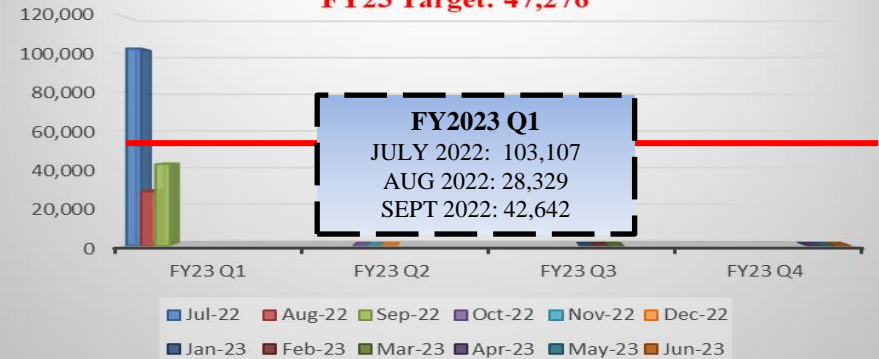 FY23 Target: 47,276
120,000
100,000
80,000
60,000
40,000
20,000
0
FY2023 Q1
JULY 2022: 103,107
AUG 2022: 28,329
SEPT 2022: 42,642
FY23 Q1 FY23 Q2 FY23 Q3 FY23 Q4
Jul-22 Aug-22 Sep-22 Oct-22 Nov-22 Dec-22
Jan-23 Feb-23 Mar-23 Apr-23 May-23 Jun-23